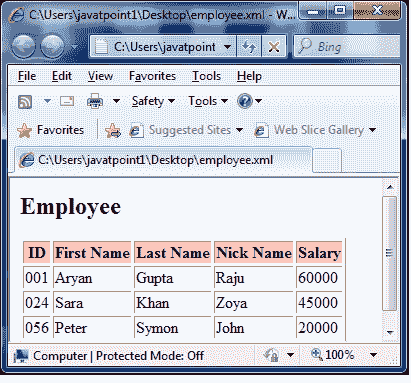 C:\Users\javatpoint1\Desktop\employee.xml - W...
C:\Users\javatpoint
Bing
File Edit View Favorites Tools Help
Safety Tools
Favorites Suggested Sites Web Slice Gallery
C:\Users\javatpoint1\Desktop\employee.xml
Employee
ID First Name Last Name Nick Name Salary
001 Aryan Gupta Raju 60000
024 Sara Khan Zoya 45000
056 Peter Symon John 20000
Computer | Protected Mode: Off 100%